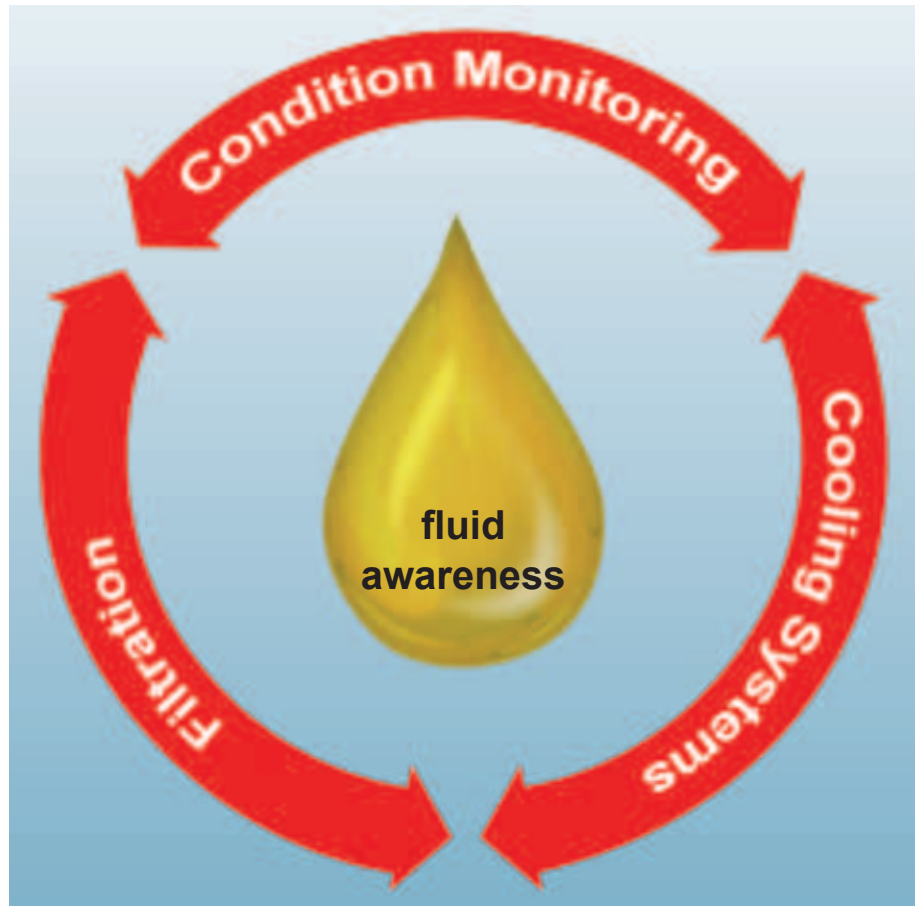 Condition Monitoring
Cooling Systems
Filtration
fluid
awareness